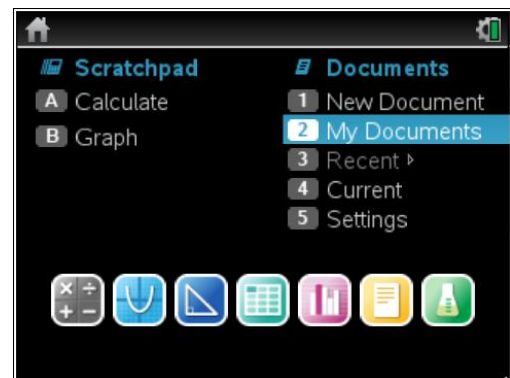 Scratchpad
A Calculate
B Graph
Documents
1 New Document
2 My Documents
3 Recent ▸
4 Current
5 Settings